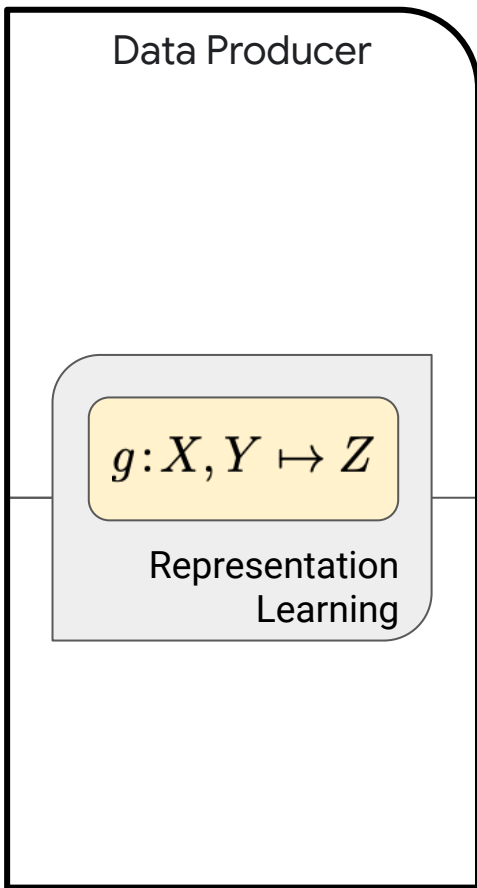 Data Producer
g: X, Y ↦ Z
Representation
Learning